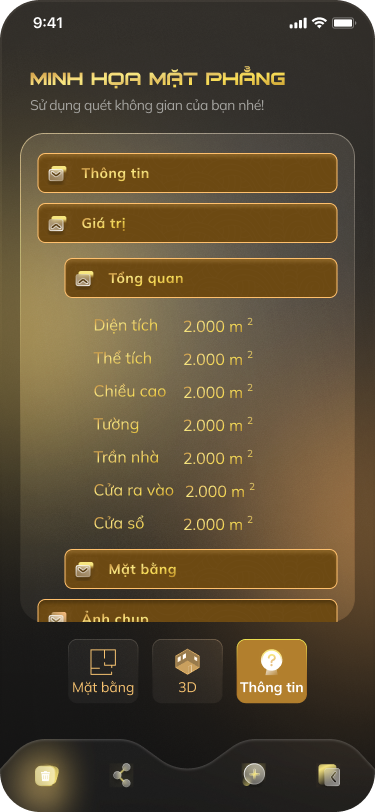 9:41
MINH HỌA MẶT PHẲNG
Sử dụng quét không gian của bạn nhé!
Thông tin
Giá trị
Tổng quan
Diện tích 2.000 m 2
Thể tích 2.000 m 2
Chiều cao 2.000 m 2
Tường 2.000 m 2
Trần nhà 2.000 m 2
Cửa ra vào 2.000 m 2
Cửa sổ 2.000 m 2
Mặt bằng
Ảnh chụp
Mặt bằng 3D Thông tin